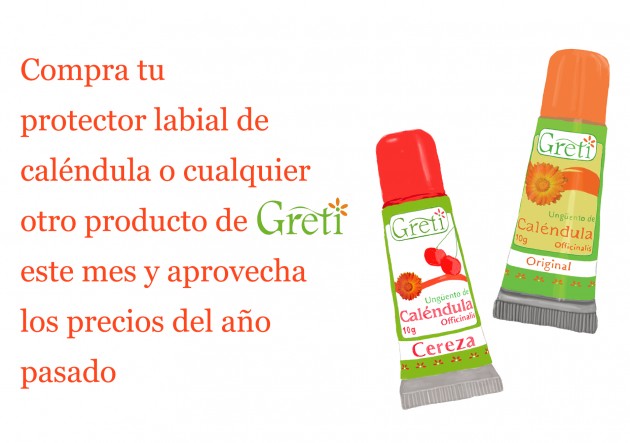 Compra tu
protector labial de
caléndula o cualquier
otro producto de Greti
este mes y aprovecha
los precios del año
pasado
Greti
Ungüento de
Caléndula
10g Officinalis
Cereza
Greti
Ungüento de
Caléndula
10g Officinalis
Original